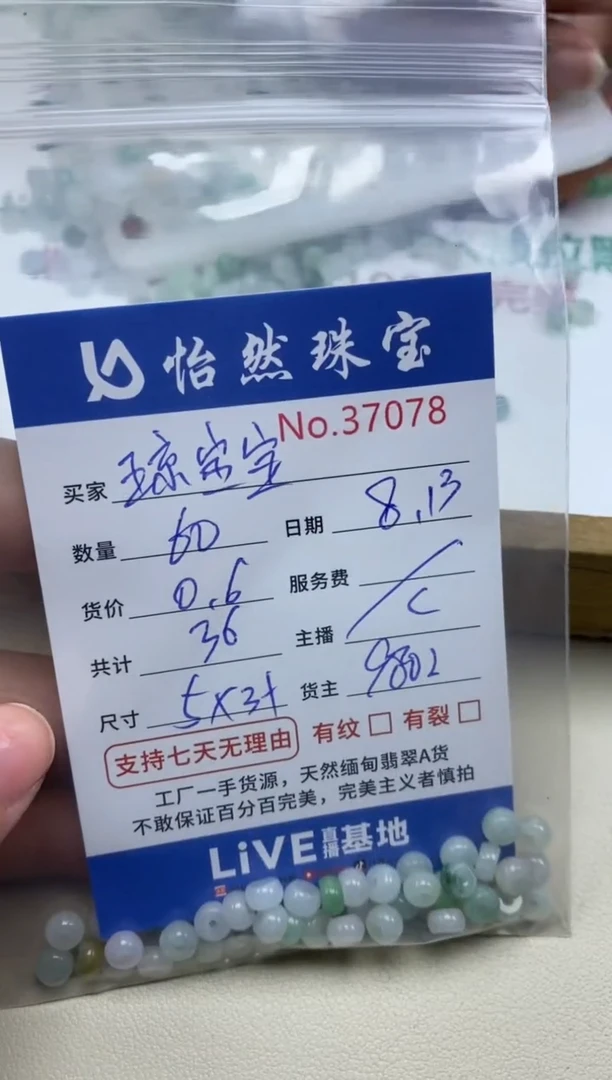 怡然珠宝
No.37078
买家 琼宝宝
数量 60 日期 8.13
货价 0.6 服务费 /
共计 36 主播 C
尺寸 5×3+ 货主 9802
支持七天无理由 有纹 □ 有裂 □
工厂一手货源，天然缅甸翡翠A货
不敢保证百分百完美，完美主义者慎拍
LiVE直播基地